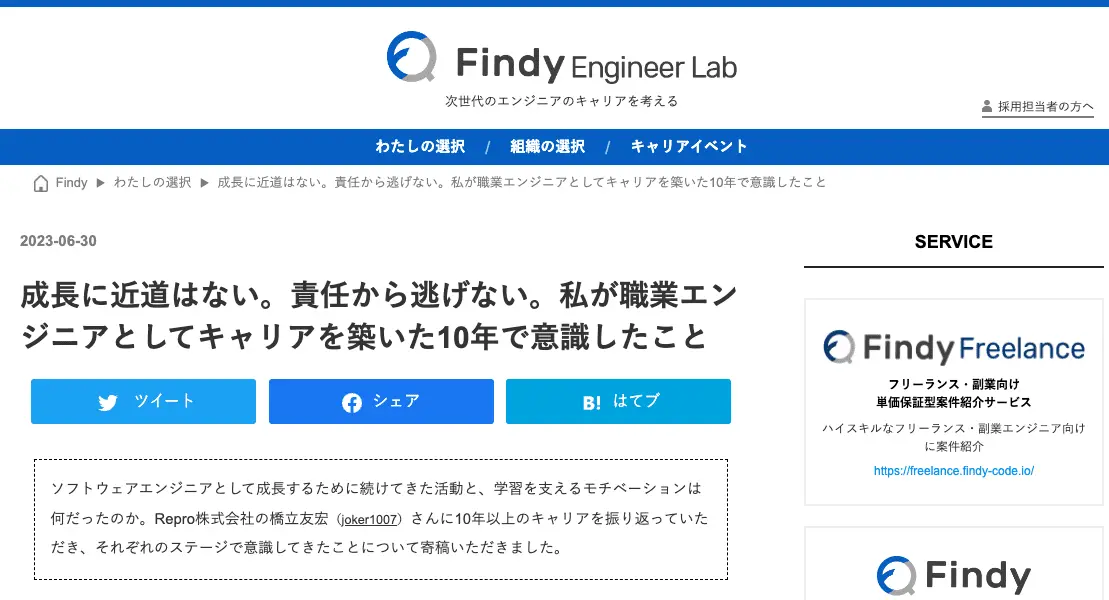 Findy Engineer Lab
次世代のエンジニアのキャリアを考える
採用担当者の方へ
わたしの選択 / 組織の選択 / キャリアイベント
Findy ▶ わたしの選択 ▶ 成長に近道はない。責任から逃げない。私が職業エンジニアとしてキャリアを築いた10年で意識したこと
2023-06-30
成長に近道はない。責任から逃げない。私が職業エン
ジニアとしてキャリアを築いた10年で意識したこと
ツイート
シェア
B! はてブ
ソフトウェアエンジニアとして成長するために続けてきた活動と、学習を支えるモチベーションは
何だったのか。Repro株式会社の橋立友宏（joker1007）さんに10年以上のキャリアを振り返っていた
だき、それぞれのステージで意識してきたことについて寄稿いただきました。
SERVICE
Findy Freelance
フリーランス・副業向け
単価保証型案件紹介サービス
ハイスキルなフリーランス・副業エンジニア向け
に案件紹介
https://freelance.findy-code.io/
Findy